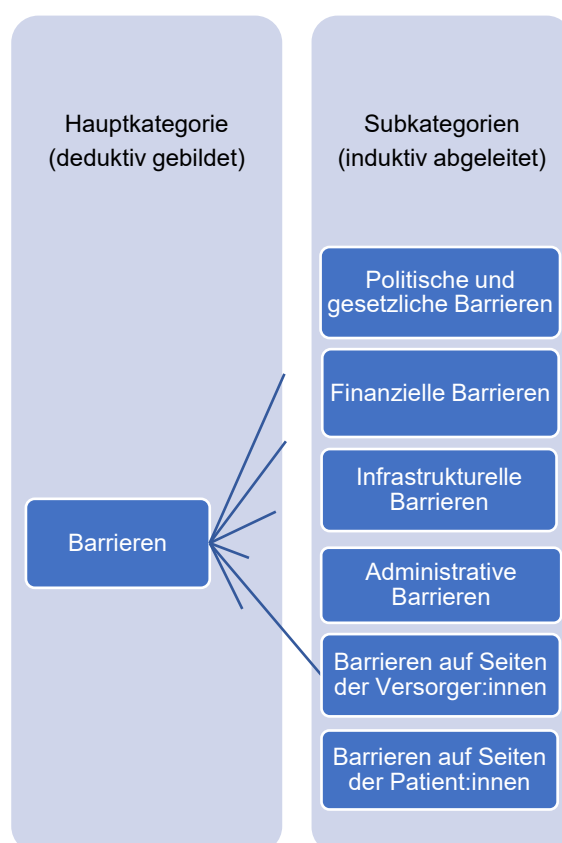 Hauptkategorie
(deduktiv gebildet)
Subkategorien
(induktiv abgeleitet)
Barrieren
Politische und
gesetzliche Barrieren
Finanzielle Barrieren
Infrastrukturelle
Barrieren
Administrative
Barrieren
Barrieren auf Seiten
der Versorger:innen
Barrieren auf Seiten
der Patient:innen